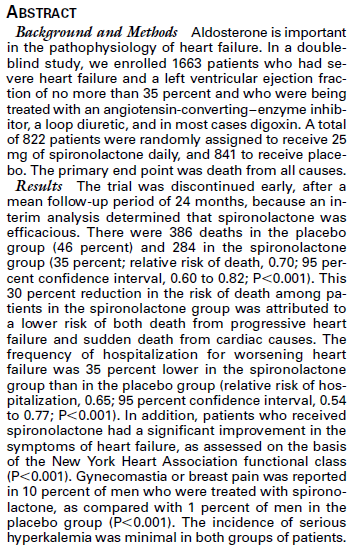 ABSTRACT
Background and Methods Aldosterone is important
in the pathophysiology of heart failure. In a double-
blind study, we enrolled 1663 patients who had se-
vere heart failure and a left ventricular ejection frac-
tion of no more than 35 percent and who were being
treated with an angiotensin-converting–enzyme inhib-
itor, a loop diuretic, and in most cases digoxin. A total
of 822 patients were randomly assigned to receive 25
mg of spironolactone daily, and 841 to receive place-
bo. The primary end point was death from all causes.
Results The trial was discontinued early, after a
mean follow-up period of 24 months, because an in-
terim analysis determined that spironolactone was
efficacious. There were 386 deaths in the placebo
group (46 percent) and 284 in the spironolactone
group (35 percent; relative risk of death, 0.70; 95 per-
cent confidence interval, 0.60 to 0.82; P<0.001). This
30 percent reduction in the risk of death among pa-
tients in the spironolactone group was attributed to
a lower risk of both death from progressive heart
failure and sudden death from cardiac causes. The
frequency of hospitalization for worsening heart
failure was 35 percent lower in the spironolactone
group than in the placebo group (relative risk of hos-
pitalization, 0.65; 95 percent confidence interval, 0.54
to 0.77; P<0.001). In addition, patients who received
spironolactone had a significant improvement in the
symptoms of heart failure, as assessed on the basis
of the New York Heart Association functional class
(P<0.001). Gynecomastia or breast pain was reported
in 10 percent of men who were treated with spirono-
lactone, as compared with 1 percent of men in the
placebo group (P<0.001). The incidence of serious
hyperkalemia was minimal in both groups of patients.